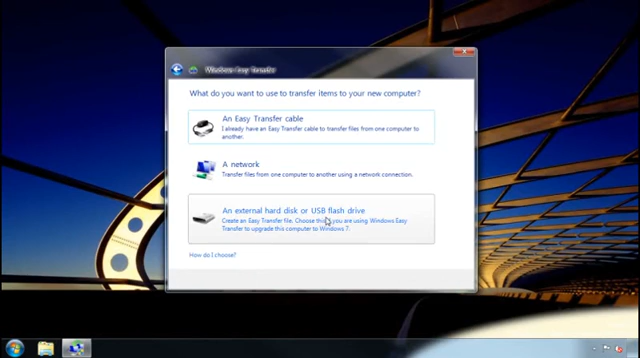 Windows Easy Transfer
What do you want to use to transfer items to your new computer?
An Easy Transfer cable
I already have an Easy Transfer cable to transfer files from one computer to
another.
A network
Transfer files from one computer to another using a network connection.
An external hard disk or USB flash drive
Create an Easy Transfer file. Choose this if you are using Windows Easy
Transfer to upgrade this computer to Windows 7.
How do I choose?